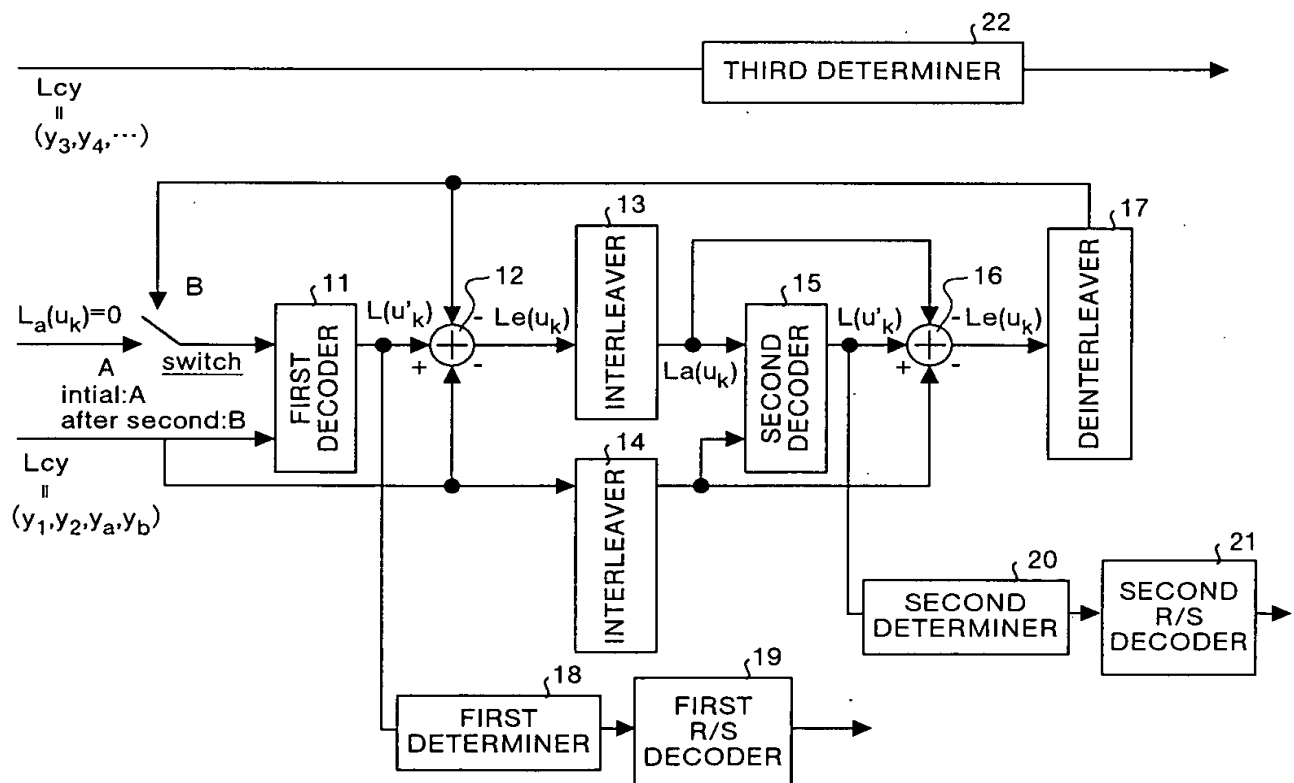 22
THIRD DETERMINER
Lcy
=
(y3,y4,···)
13
17
INTERLEAVER
DEINTERLEAVER
B
11
12
15
16
La(uk)=0
L(u'k)
-
Le(uk)
L(u'k)
-
Le(uk)
A
switch
+
-
La(uk)
+
-
intial:A
after second:B
FIRST
DECODER
SECOND
DECODER
14
Lcy
=
(y1,y2,ya,yb)
INTERLEAVER
20
21
SECOND
DETERMINER
SECOND
R/S
DECODER
18
19
FIRST
DETERMINER
FIRST
R/S
DECODER